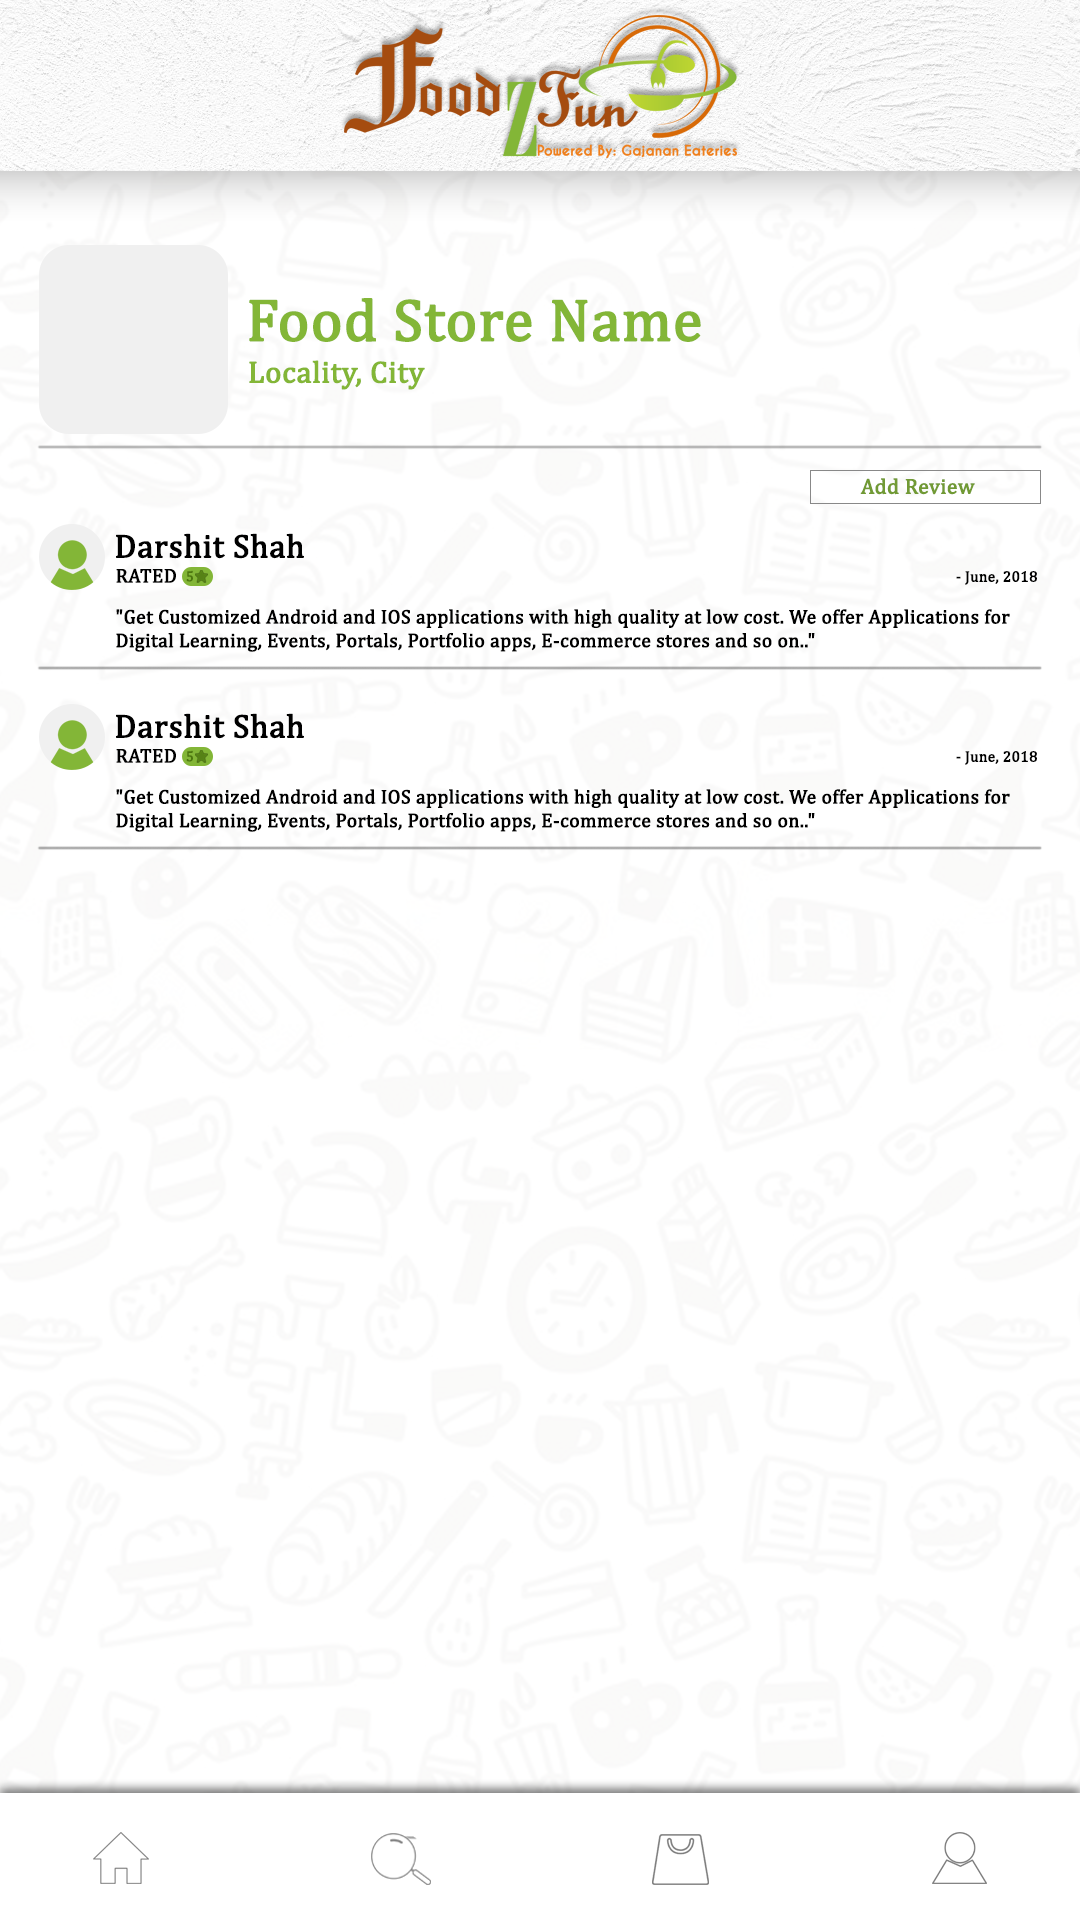 FoodZFun
Powered By: Gajanan Eateries
Food Store Name
Locality, City
Add Review
Darshit Shah
RATED 5
- June, 2018
"Get Customized Android and IOS applications with high quality at low cost. We offer Applications for
Digital Learning, Events, Portals, Portfolio apps, E-commerce stores and so on.."
Darshit Shah
RATED 5
- June, 2018
"Get Customized Android and IOS applications with high quality at low cost. We offer Applications for
Digital Learning, Events, Portals, Portfolio apps, E-commerce stores and so on.."